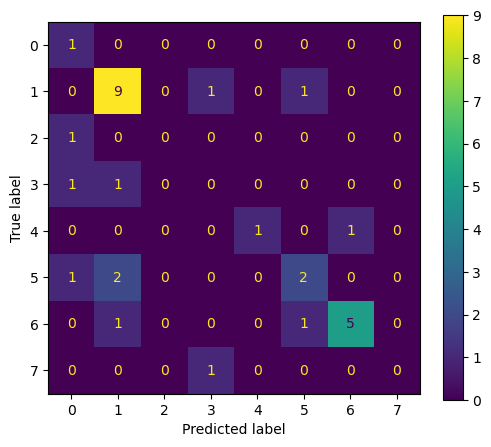 0 1 0 0 0 0 0 0 0
1 0 9 0 1 0 1 0 0
2 1 0 0 0 0 0 0 0
3 1 1 0 0 0 0 0 0
4 0 0 0 0 1 0 1 0
5 1 2 0 0 0 2 0 0
6 0 1 0 0 0 1 5 0
7 0 0 0 1 0 0 0 0
0 1 2 3 4 5 6 7
Predicted label
True label
9
8
7
6
5
4
3
2
1
0